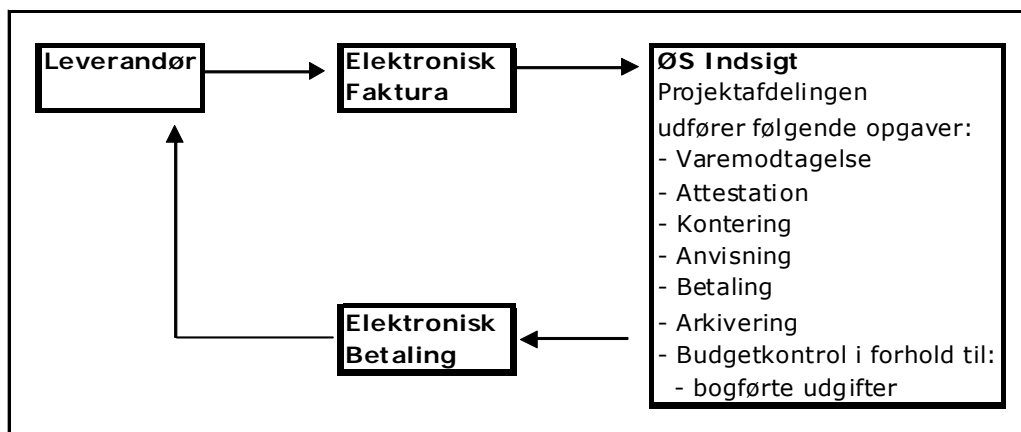 Leverandør
Elektronisk
Faktura
ØS Indsigt
Projektafdelingen
udfører følgende opgaver:
- Varemodtagelse
- Attestation
- Kontering
- Anvisning
- Betaling
- Arkivering
- Budgetkontrol i forhold til:
- bogførte udgifter
Elektronisk
Betaling